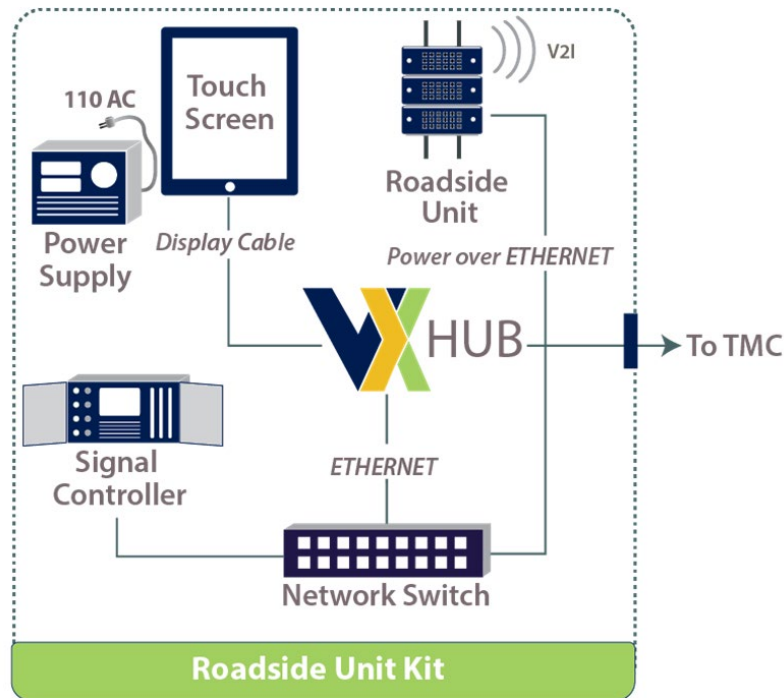 110 AC
Touch
Screen
V2I
Roadside
Unit
Power
Supply
Display Cable
Power over ETHERNET
VX HUB
To TMC
Signal
Controller
ETHERNET
Network Switch
Roadside Unit Kit